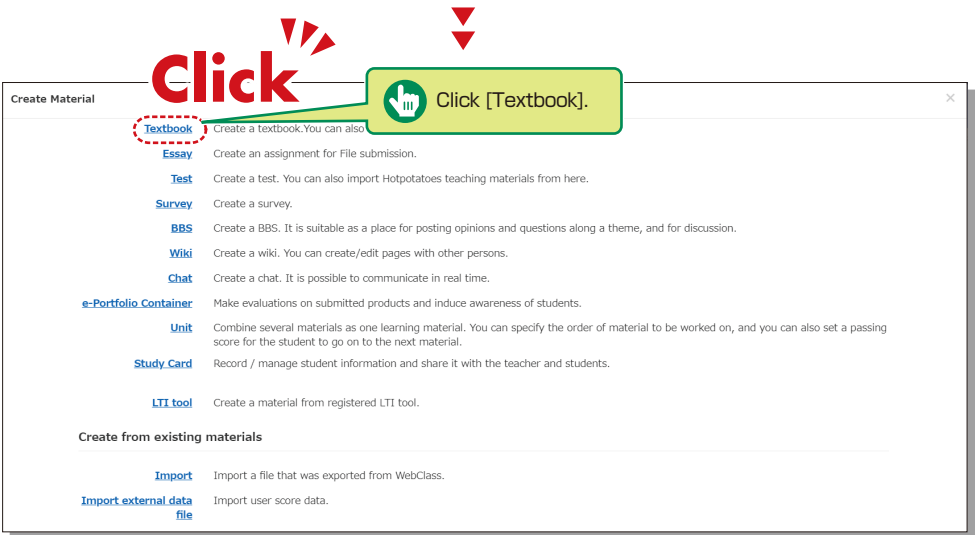 Click
Click [Textbook].
Create Material
Textbook Create a textbook.You can also
Essay Create an assignment for File submission.
Test Create a test. You can also import Hotpotatoes teaching materials from here.
Survey Create a survey.
BBS Create a BBS. It is suitable as a place for posting opinions and questions along a theme, and for discussion.
Wiki Create a wiki. You can create/edit pages with other persons.
Chat Create a chat. It is possible to communicate in real time.
e-Portfolio Container Make evaluations on submitted products and induce awareness of students.
Unit Combine several materials as one learning material. You can specify the order of material to be worked on, and you can also set a passing
score for the student to go on to the next material.
Study Card Record / manage student information and share it with the teacher and students.
LTI tool Create a material from registered LTI tool.
Create from existing materials
Import Import a file that was exported from WebClass.
Import external data Import user score data.
file